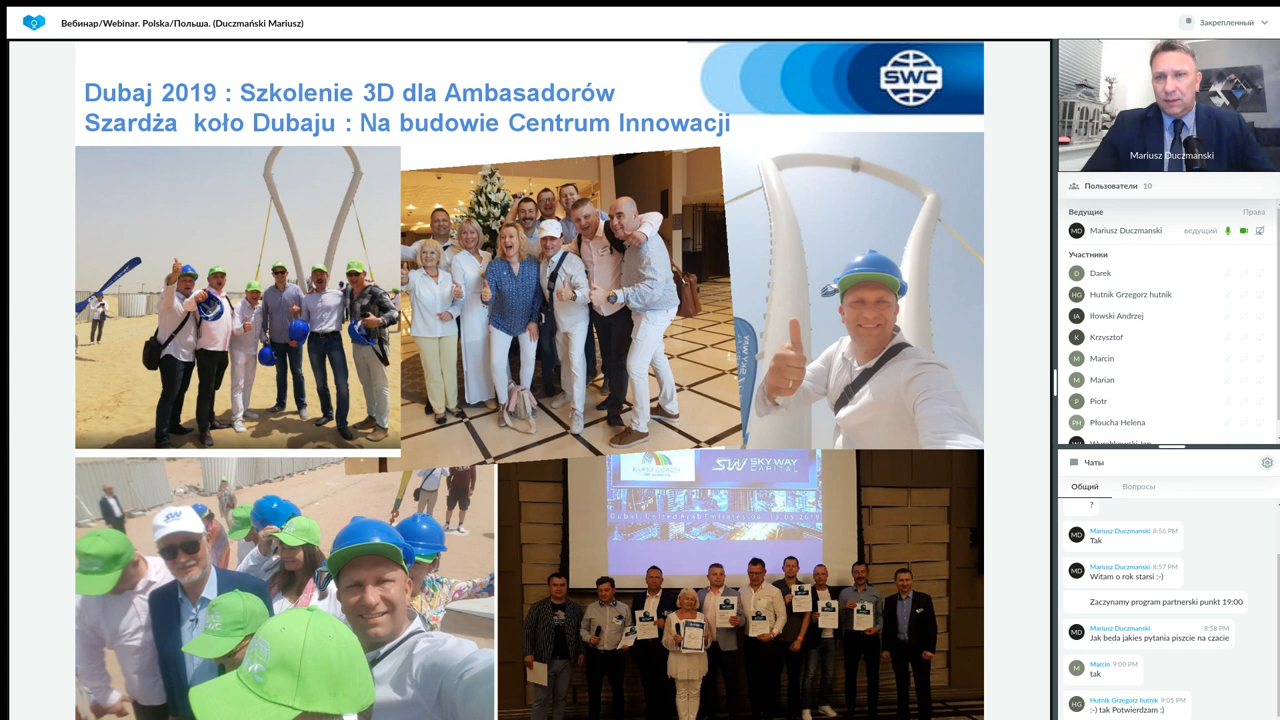 Вебинар/Webinar. Polska/Польша. (Duczmański Mariusz)
Закрепленный
Dubaj 2019 : Szkolenie 3D dla Ambasadorów
Szardża koło Dubaju : Na budowie Centrum Innowacji
SWC
SKY WAY
CAPITAL
Dubai, United Arab Emirates
Mariusz Duczmanski
Пользователи 10
Ведущие
Права
MD
Mariusz Duczmanski
ведущий
Участники
D
Darek
HG
Hutnik Grzegorz hutnik
IA
Iłowski Andrzej
K
Krzysztof
M
Marcin
M
Marian
P
Piotr
PH
Płoucha Helena
Чаты
Общий
Вопросы
?
MD
Mariusz Duczmanski 8:56 PM
Tak
MD
Mariusz Duczmanski 8:57 PM
Witam o rok starsi :-)
Zaczynamy program partnerski punkt 19:00
MD
Mariusz Duczmanski 8:58 PM
Jak beda jakies pytania piszcie na czacie
M
Marcin 9:00 PM
tak
HG
Hutnik Grzegorz hutnik 9:05 PM
:-) tak Potwierdzam :)